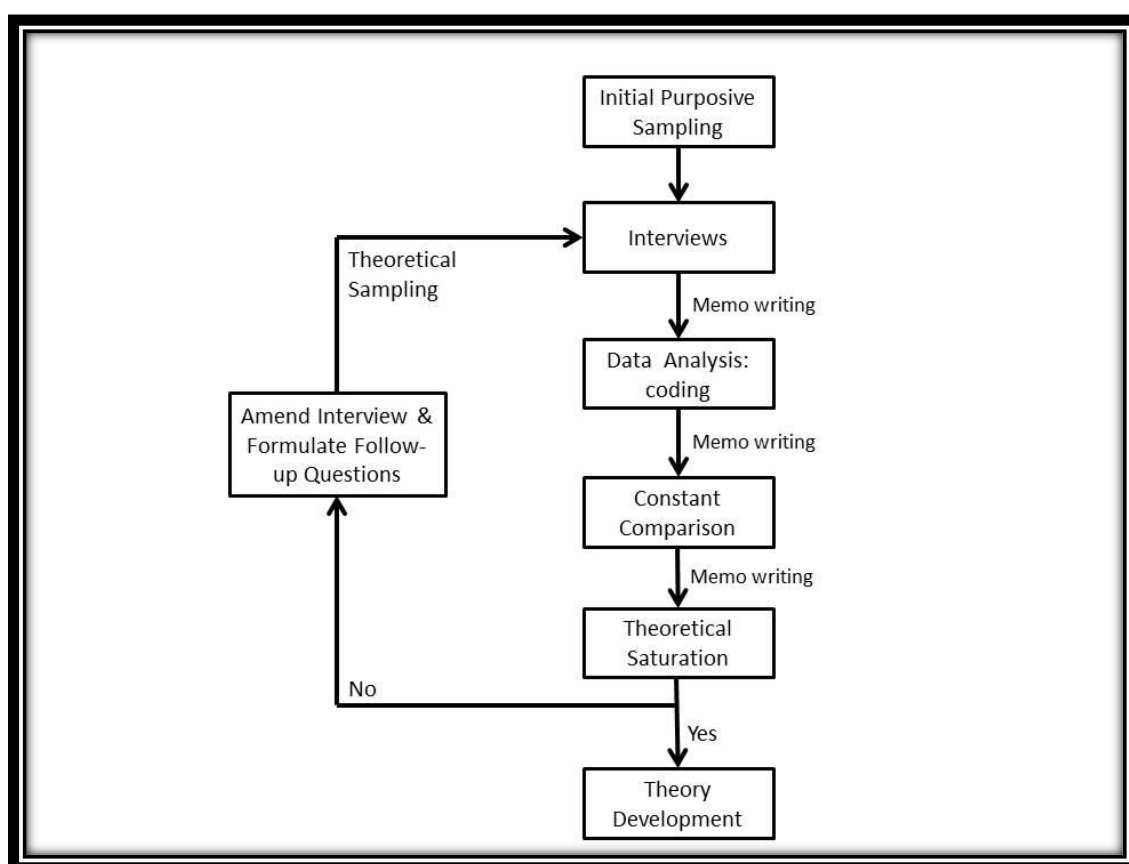 Initial Purposive
Sampling
Interviews
Theoretical
Sampling
Memo writing
Data Analysis:
coding
Amend Interview &
Formulate Follow-
up Questions
Memo writing
Constant
Comparison
Memo writing
Theoretical
Saturation
No
Yes
Theory
Development